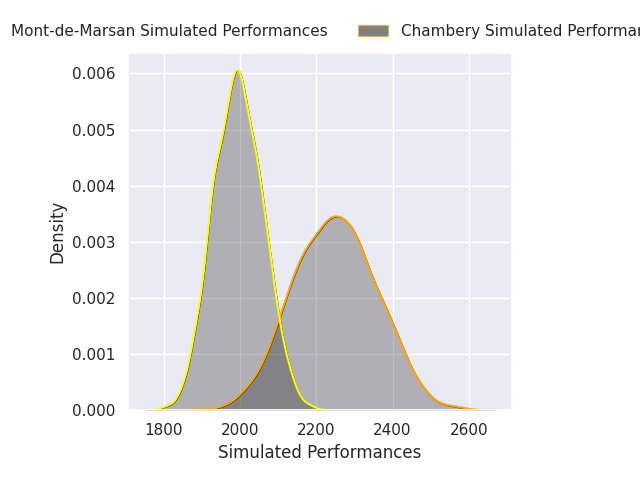 Mont-de-Marsan Simulated Performances
Chambery Simulated
0.006
0.005
0.004
0.003
0.002
0.001
0.000
Density
1800 2000 2200 2400 2600
Simulated Performances